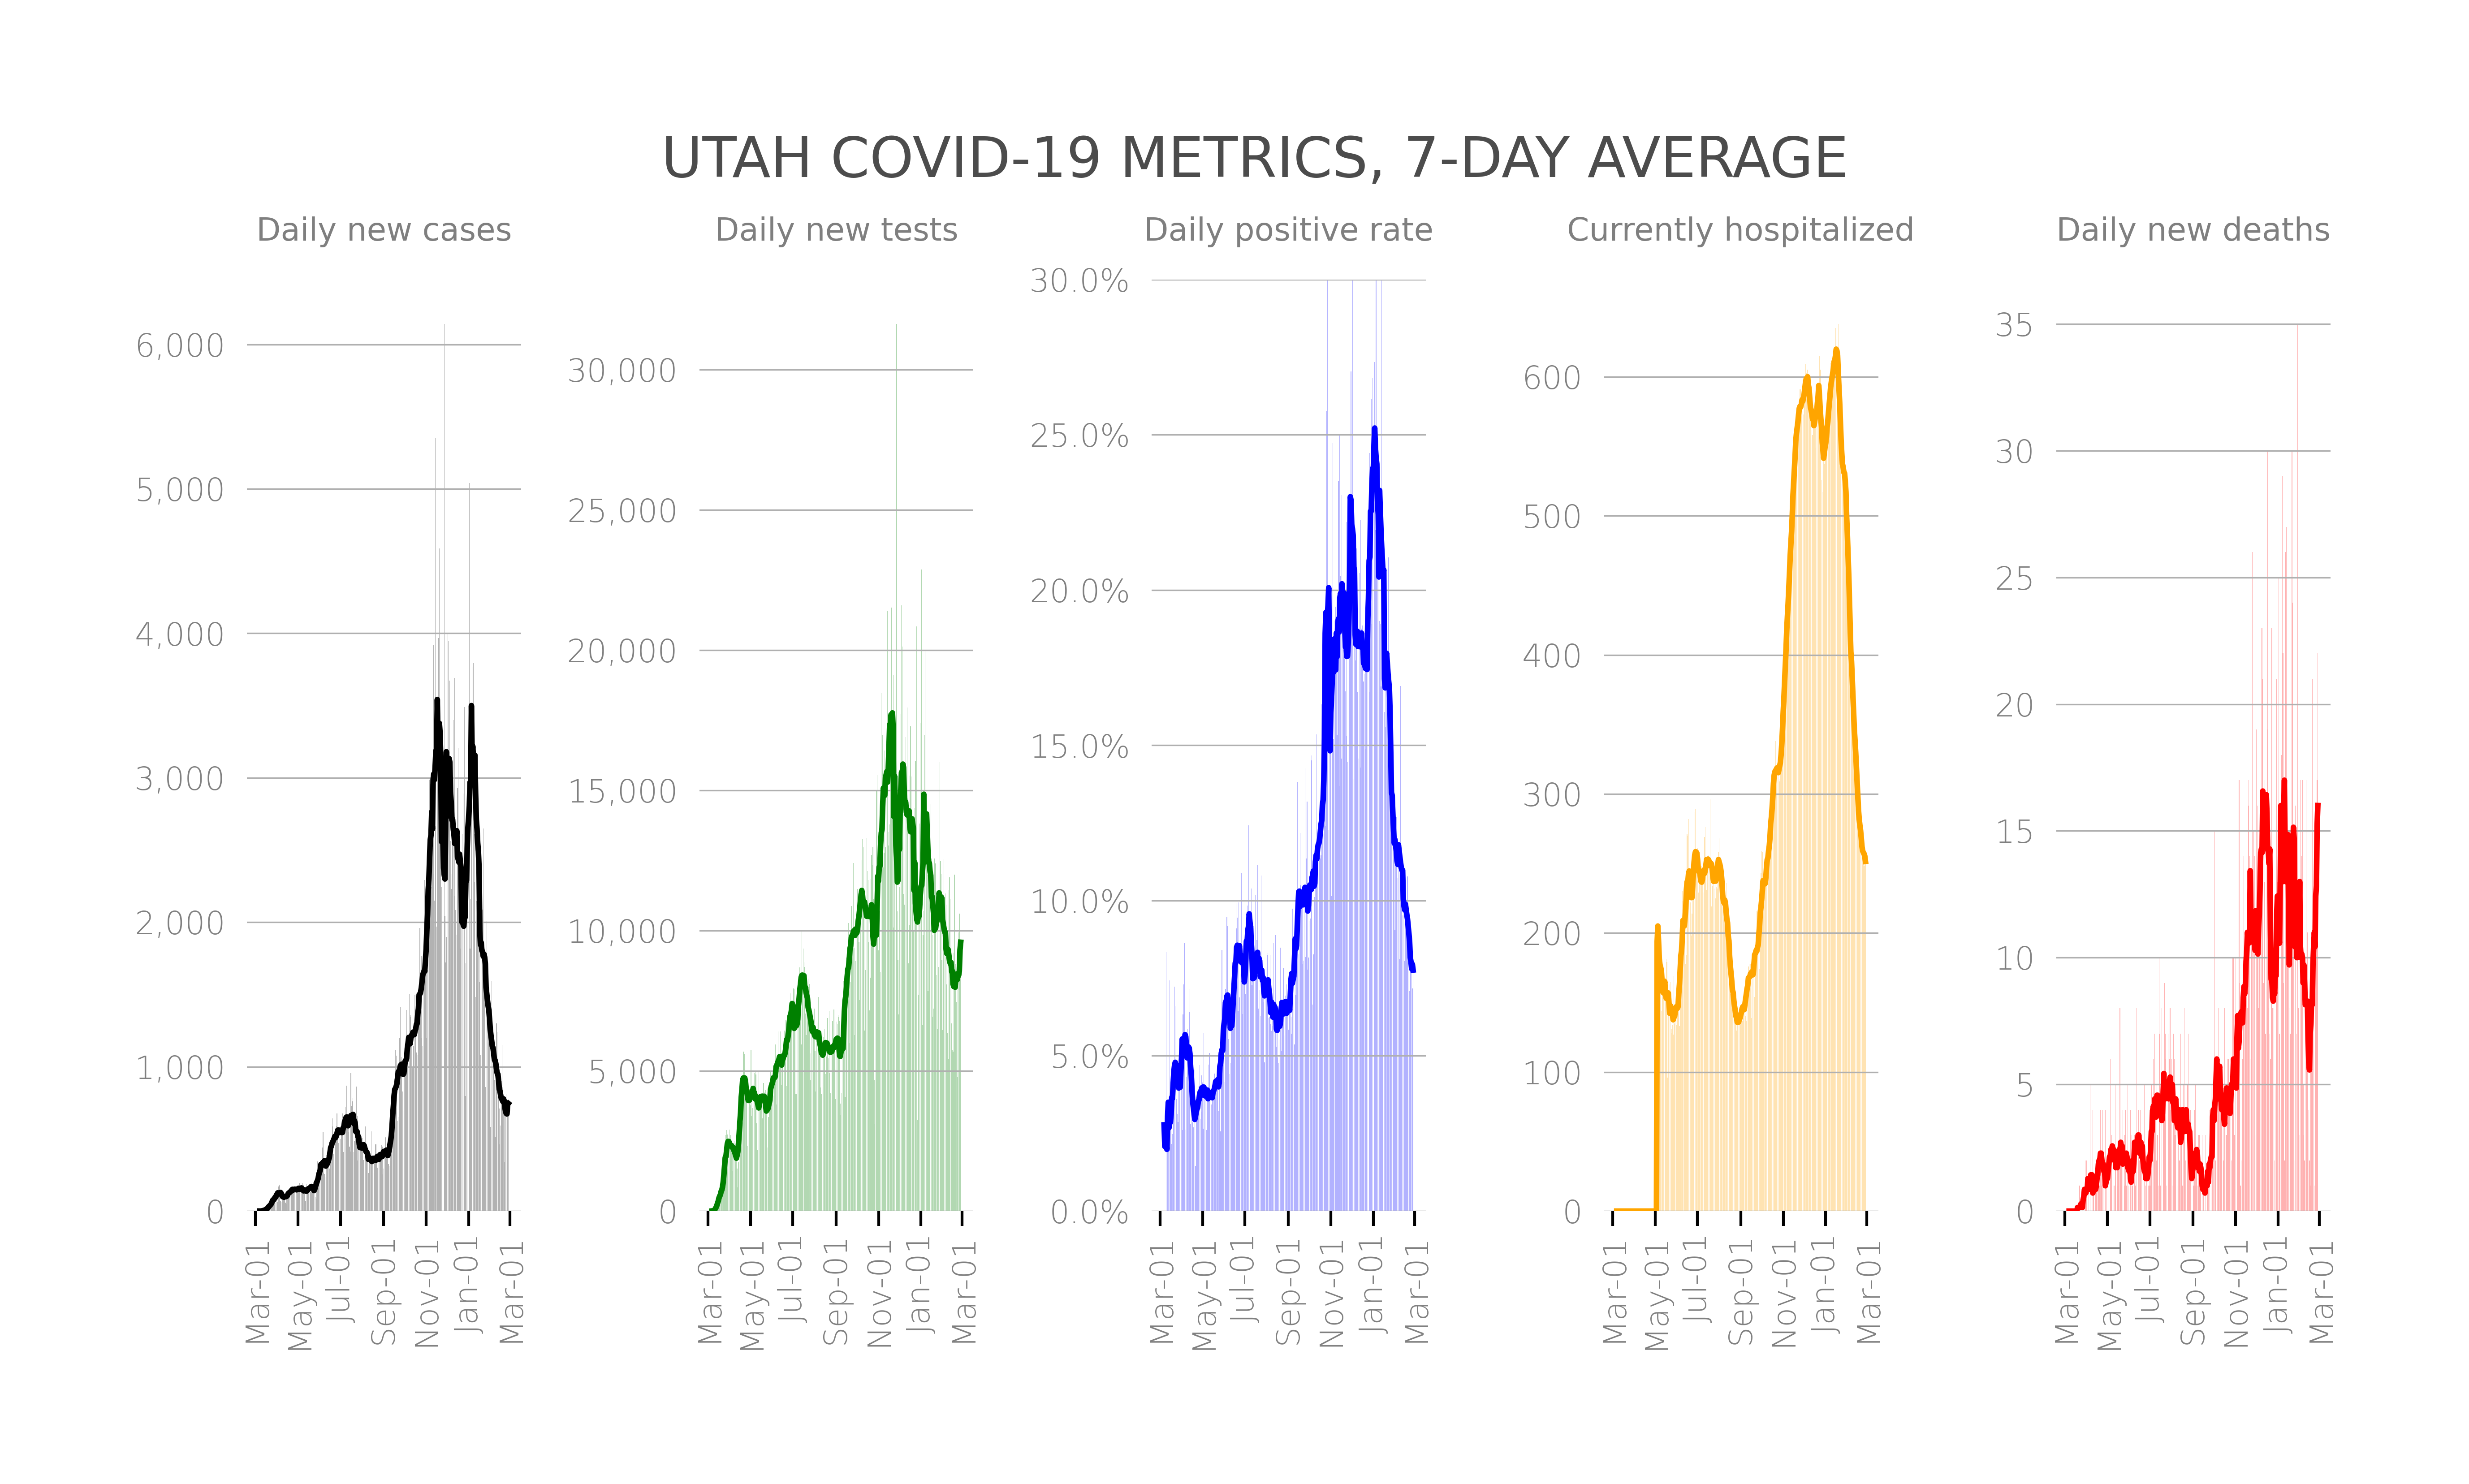 UTAH COVID-19 METRICS, 7-DAY AVERAGE
Daily new cases
6,000
5,000
4,000
3,000
2,000
1,000
0
Mar-01
May-01
Jul-01
Sep-01
Nov-01
Jan-01
Mar-01
Daily new tests
30,000
25,000
20,000
15,000
10,000
5,000
0
Mar-01
May-01
Jul-01
Sep-01
Nov-01
Jan-01
Mar-01
Daily positive rate
30.0%
25.0%
20.0%
15.0%
10.0%
5.0%
0.0%
Mar-01
May-01
Jul-01
Sep-01
Nov-01
Jan-01
Mar-01
Currently hospitalized
600
500
400
300
200
100
0
Mar-01
May-01
Jul-01
Sep-01
Nov-01
Jan-01
Mar-01
Daily new deaths
35
30
25
20
15
10
5
0
Mar-01
May-01
Jul-01
Sep-01
Nov-01
Jan-01
Mar-01